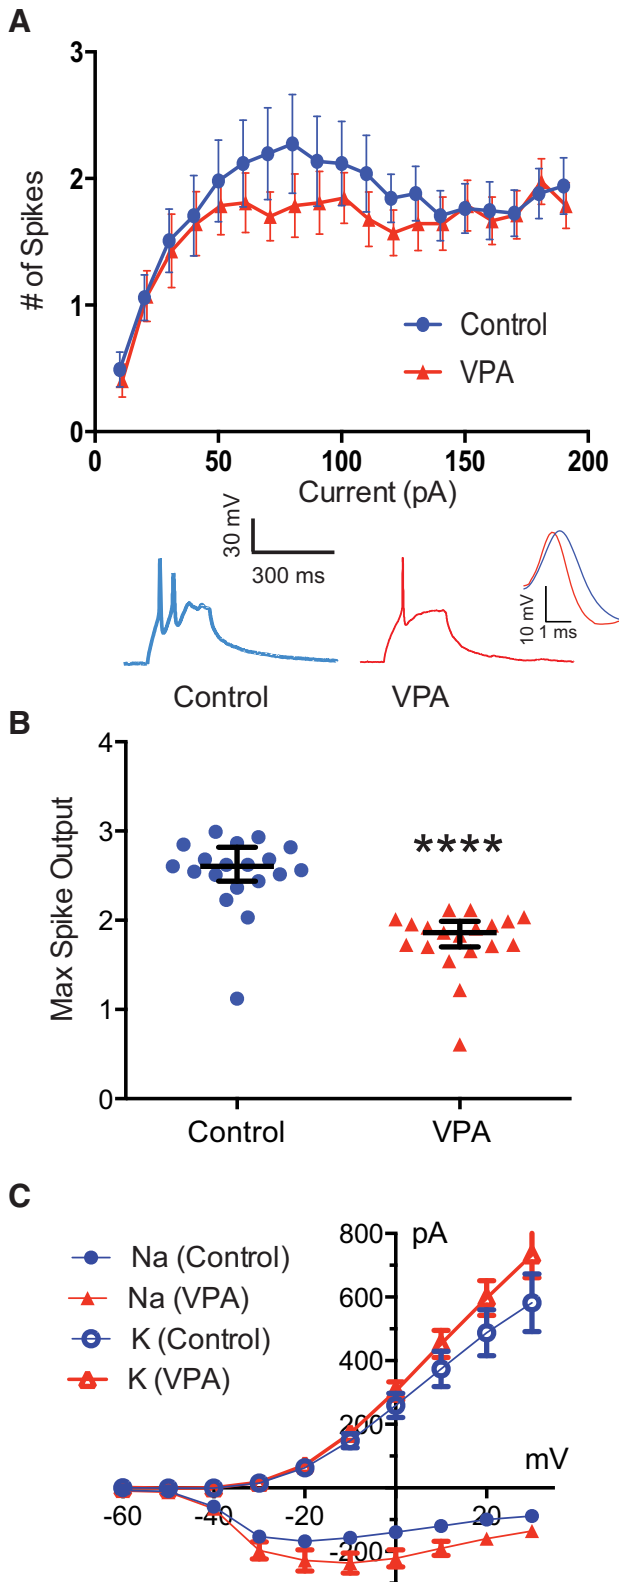 A
3
2
1
0
# of Spikes
Control
VPA
0 50 100 150 200
Current (pA)
30 mV
300 ms
10 mV
1 ms
Control VPA
B
4
3
2
1
0
Max Spike Output
****
Control VPA
C
Na (Control)
Na (VPA)
K (Control)
K (VPA)
pA
800
600
400
200
mV
-60 -40 -20 20
-200